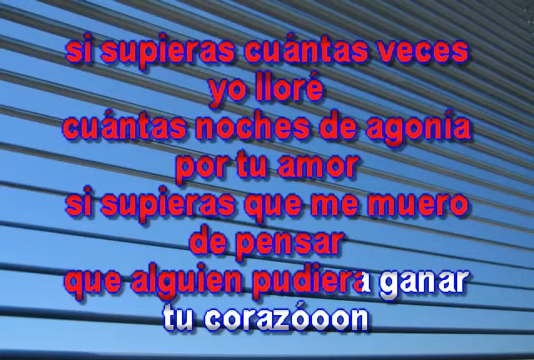 si supieras cuántas veces
yo lloré
cuántas noches de agonía
por tu amor
si supieras que me muero
de pensar
que alguien pudiera ganar
tu corazóoon